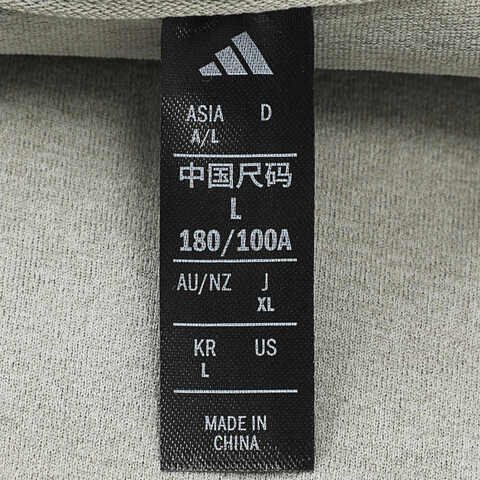 ASIA D
A/L
中国尺码
L
180/100A
AU/NZ J
XL
KR US
L
MADE IN
CHINA